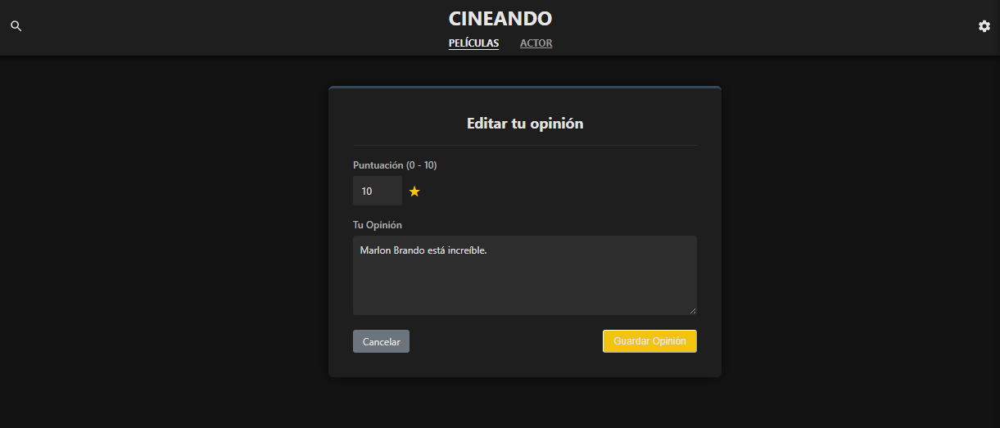 CINEANDO
PELÍCULAS ACTOR
Editar tu opinión
Puntuación (0 - 10)
10
Tu Opinión
Marlon Brando está increíble.
Cancelar Guardar Opinión